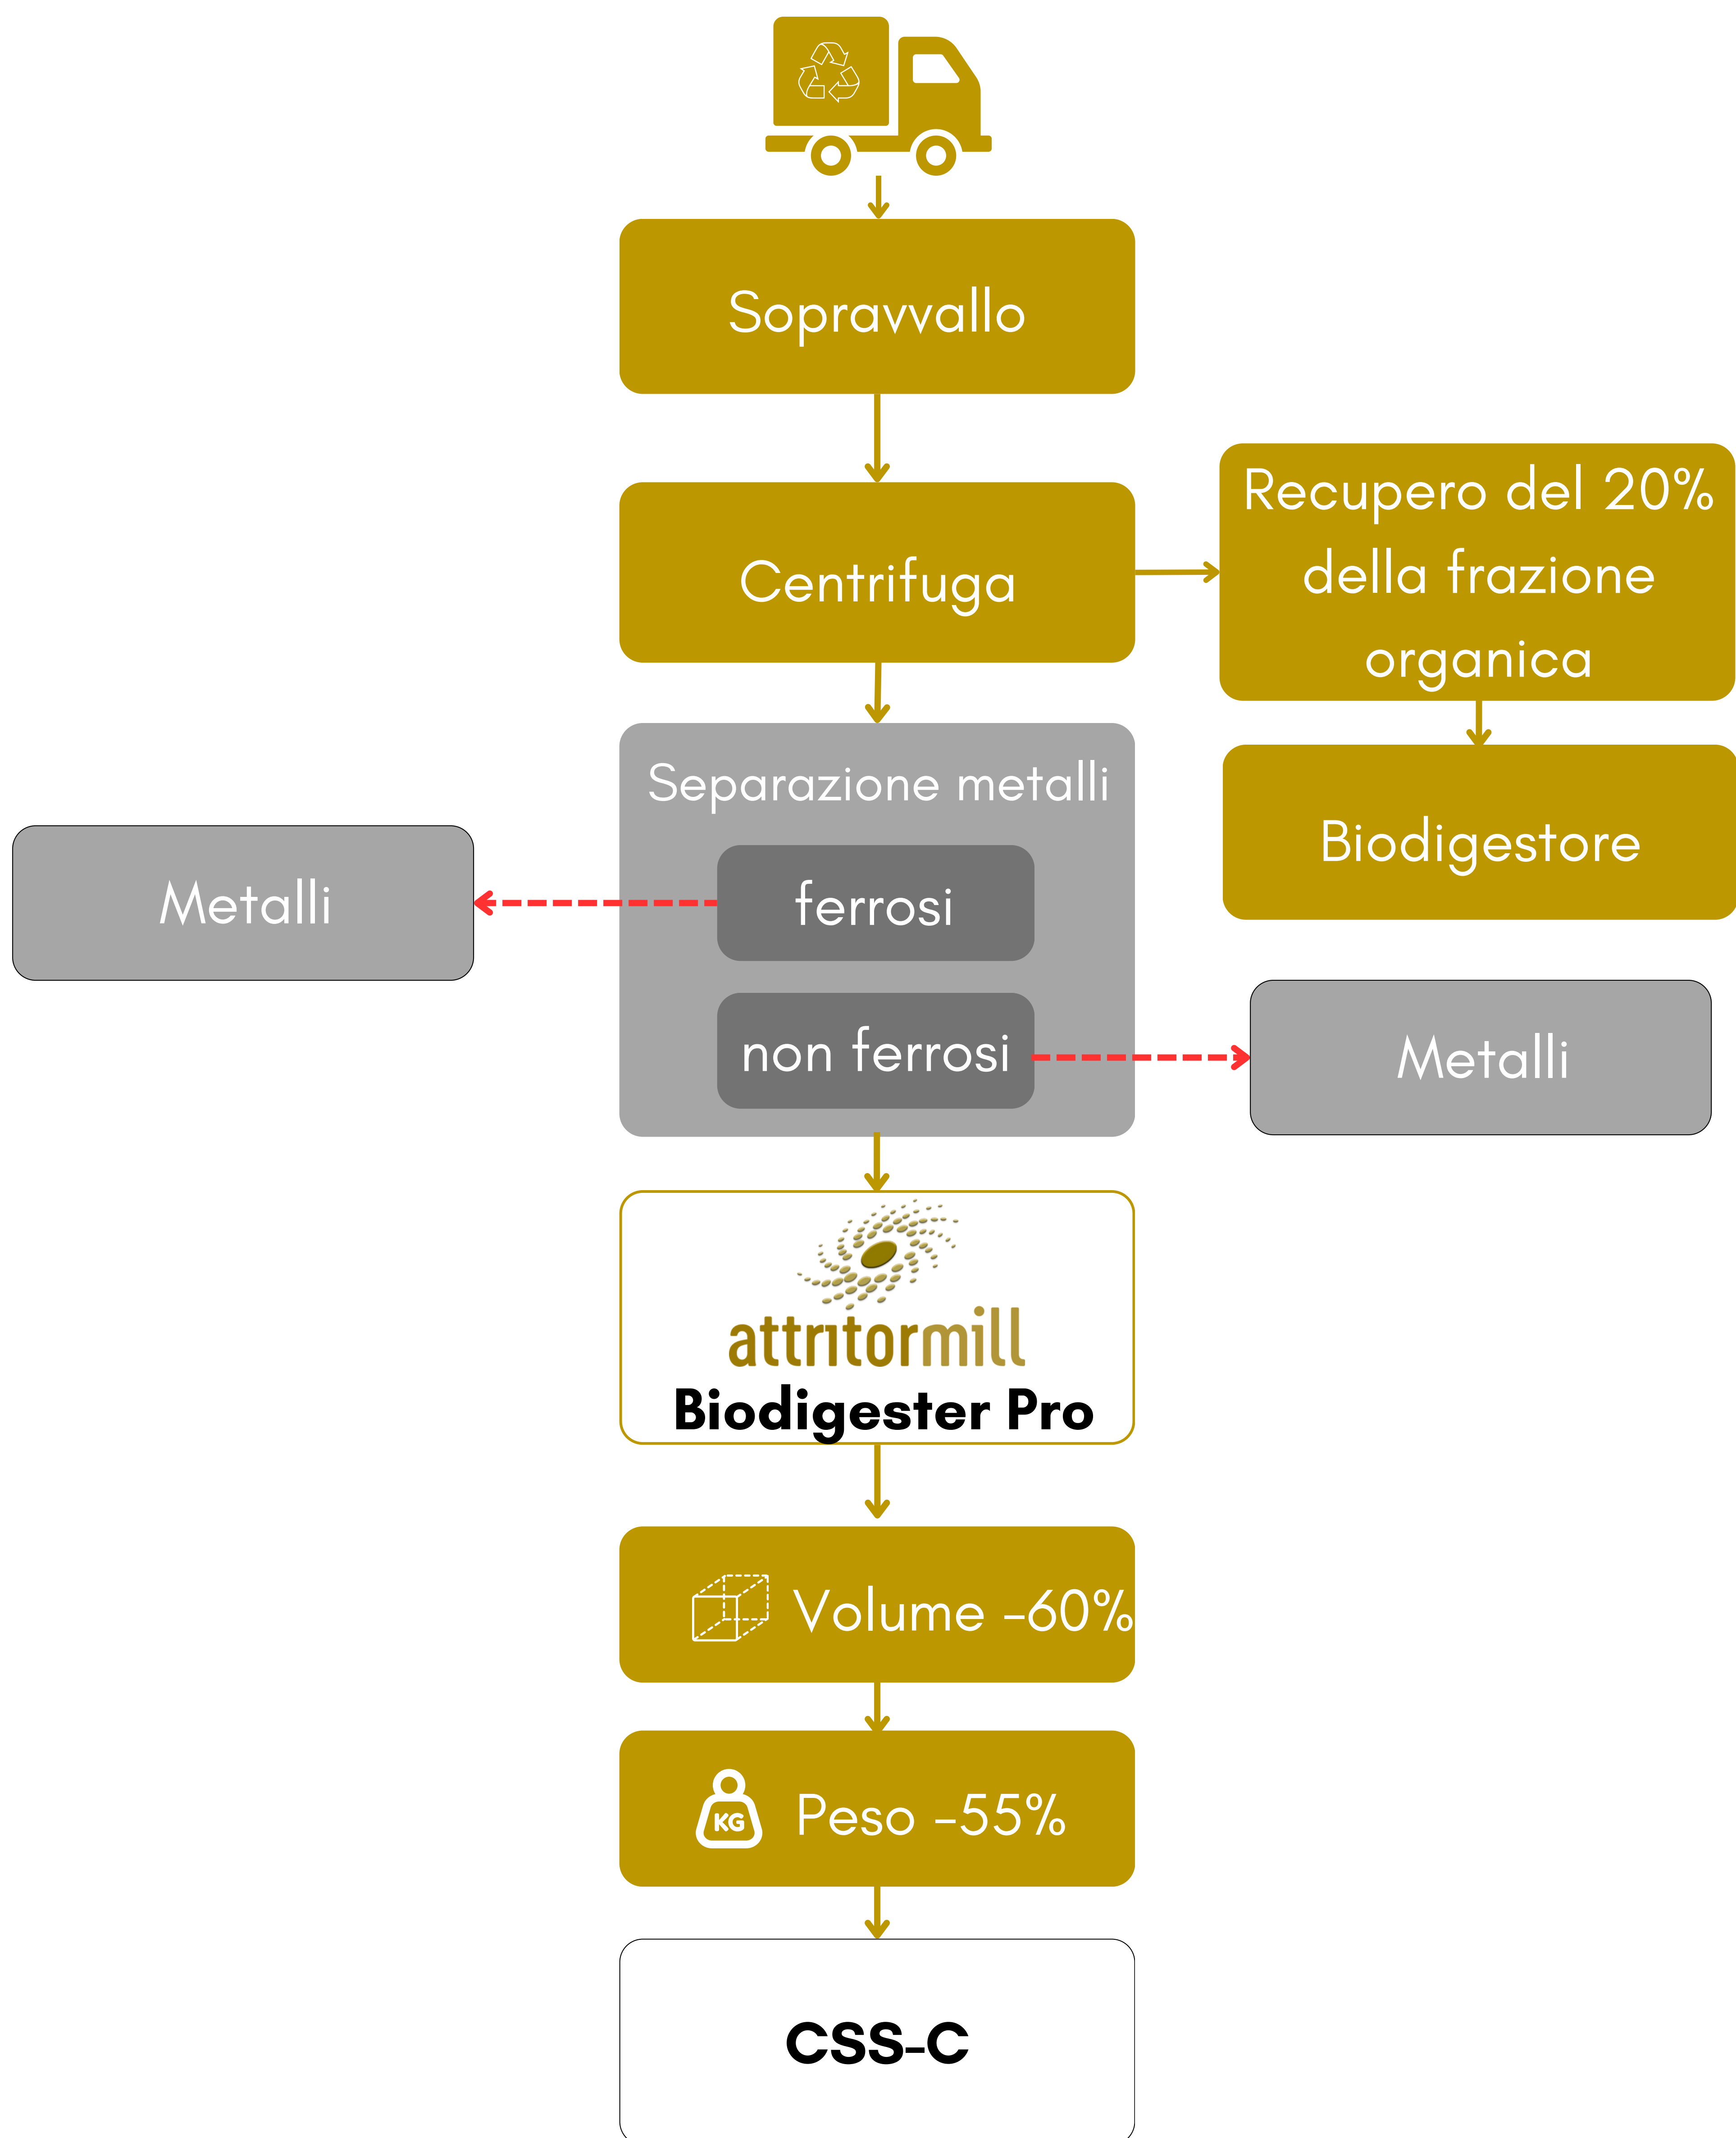 Sopravvallo
Centrifuga
Recupero del 20%
della frazione
organica
Biodigestore
Separazione metalli
Metalli
ferrosi
non ferrosi
Metalli
attritormill
Biodigester Pro
Volume -60%
KG
Peso -55%
CSS-C